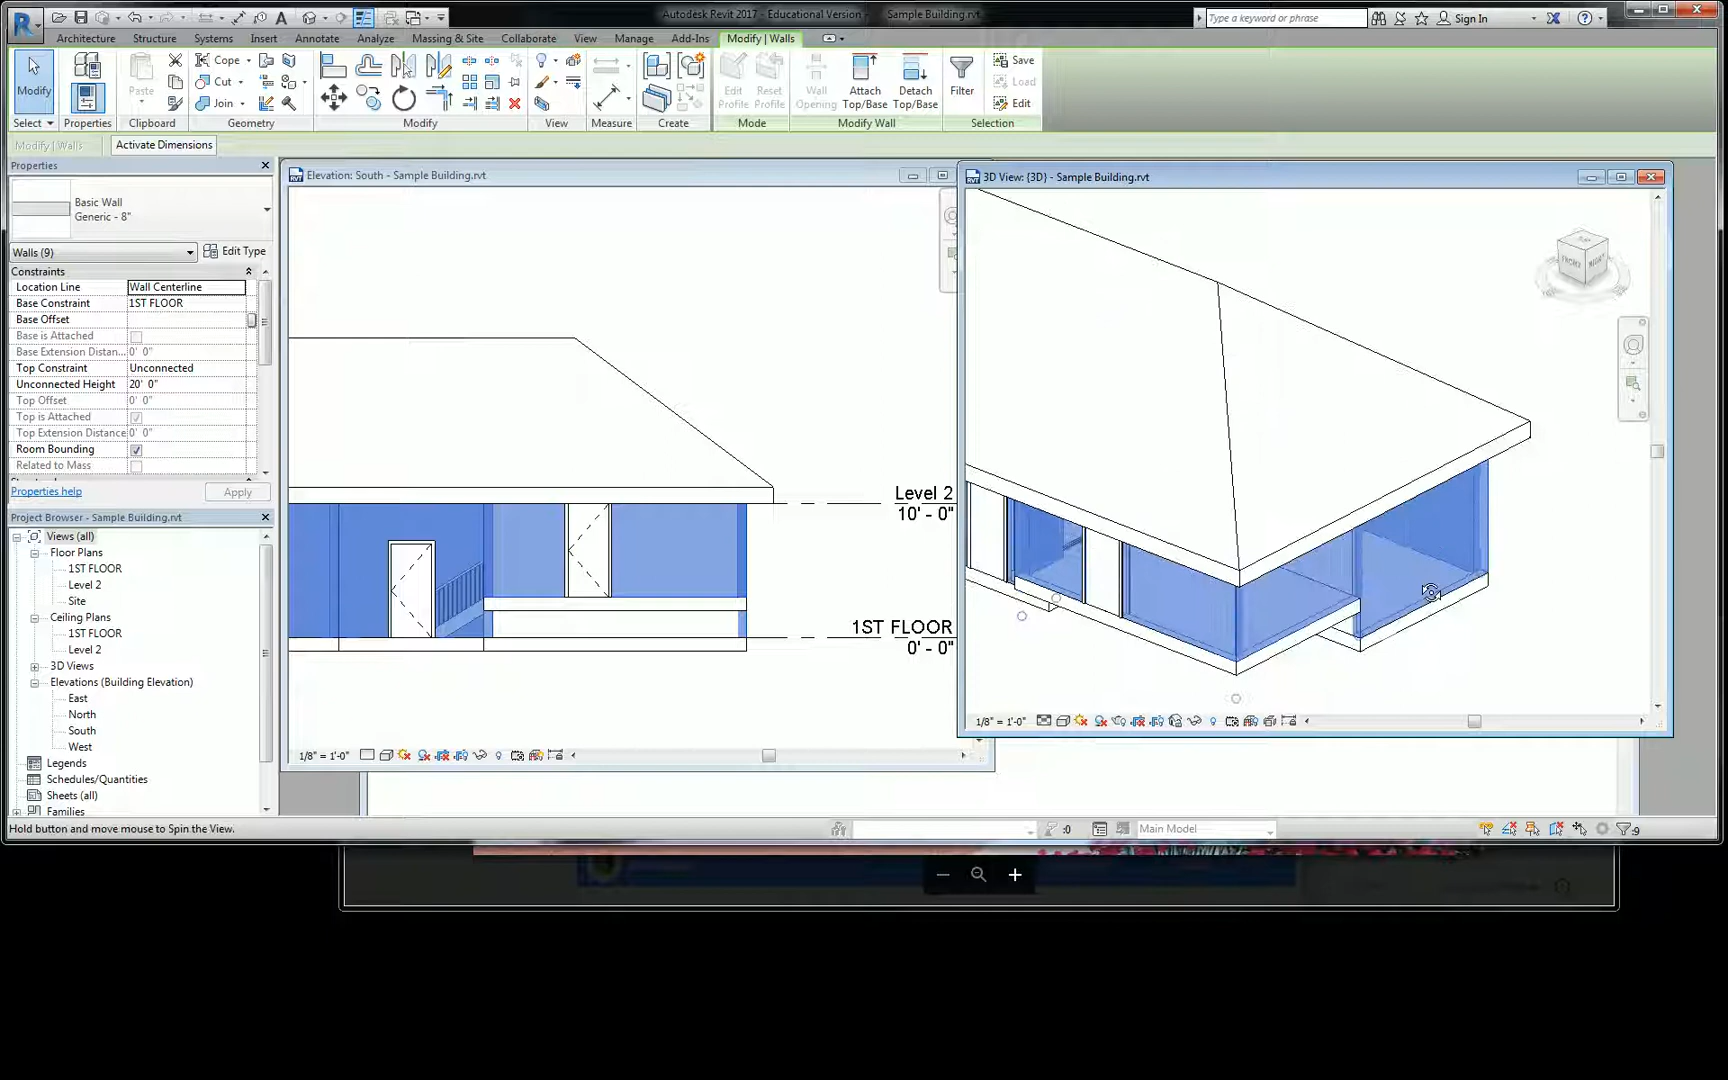 Autodesk Revit 2017 - Educational Version - Sample Building.rvt
Type a keyword or phrase
Sign In
Architecture Structure Systems Insert Annotate Analyze Massing & Site Collaborate View Manage Add-Ins Modify | Walls
Modify
Paste
Cope
Cut
Join
Edit Profile
Reset Profile
Wall Opening
Attach Top/Base
Detach Top/Base
Filter
Save
Load
Edit
Select Properties Clipboard Geometry Modify View Measure Create Mode Modify Wall Selection
Modify | Walls Activate Dimensions
Properties
Basic Wall
Generic - 8"
Walls (9) Edit Type
Constraints
Location Line Wall Centerline
Base Constraint 1ST FLOOR
Base Offset
Base is Attached
Base Extension Distan... 0' 0"
Top Constraint Unconnected
Unconnected Height 20' 0"
Top Offset 0' 0"
Top is Attached
Top Extension Distance 0' 0"
Room Bounding
Related to Mass
Properties help Apply
Project Browser - Sample Building.rvt
Views (all)
Floor Plans
1ST FLOOR
Level 2
Site
Ceiling Plans
1ST FLOOR
Level 2
3D Views
Elevations (Building Elevation)
East
North
South
West
Legends
Schedules/Quantities
Sheets (all)
Families
Elevation: South - Sample Building.rvt
Level 2
10' - 0"
1ST FLOOR
0' - 0"
1/8" = 1'-0"
3D View: {3D} - Sample Building.rvt
FRONT
RIGHT
1/8" = 1'-0"
Hold button and move mouse to Spin the View.
:0
Main Model
:9